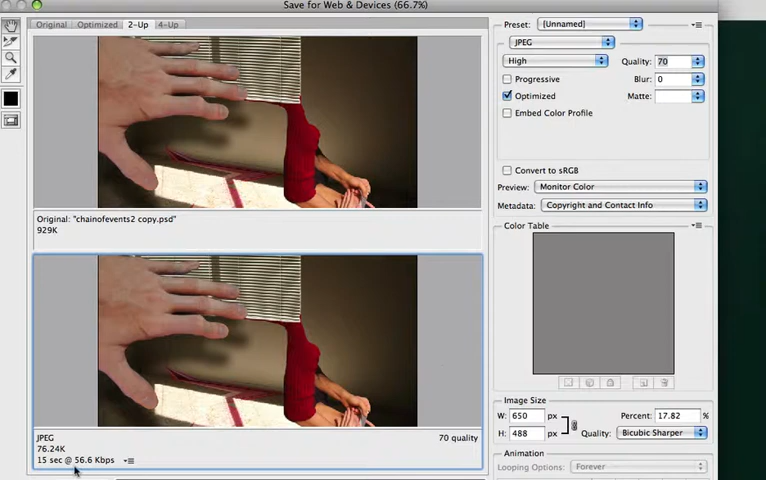 Save for Web & Devices (66.7%)
Original Optimized 2-Up 4-Up
Preset: [Unnamed]
JPEG
High Quality: 70
Progressive Blur: 0
Optimized Matte:
Embed Color Profile
Convert to sRGB
Preview: Monitor Color
Metadata: Copyright and Contact Info
Original: "chainofevents2 copy.psd"
929K
Color Table
Image Size
W: 650 px Percent: 17.82 %
H: 488 px Quality: Bicubic Sharper
JPEG 70 quality
76.24K
15 sec @ 56.6 Kbps
Animation
Looping Options: Forever